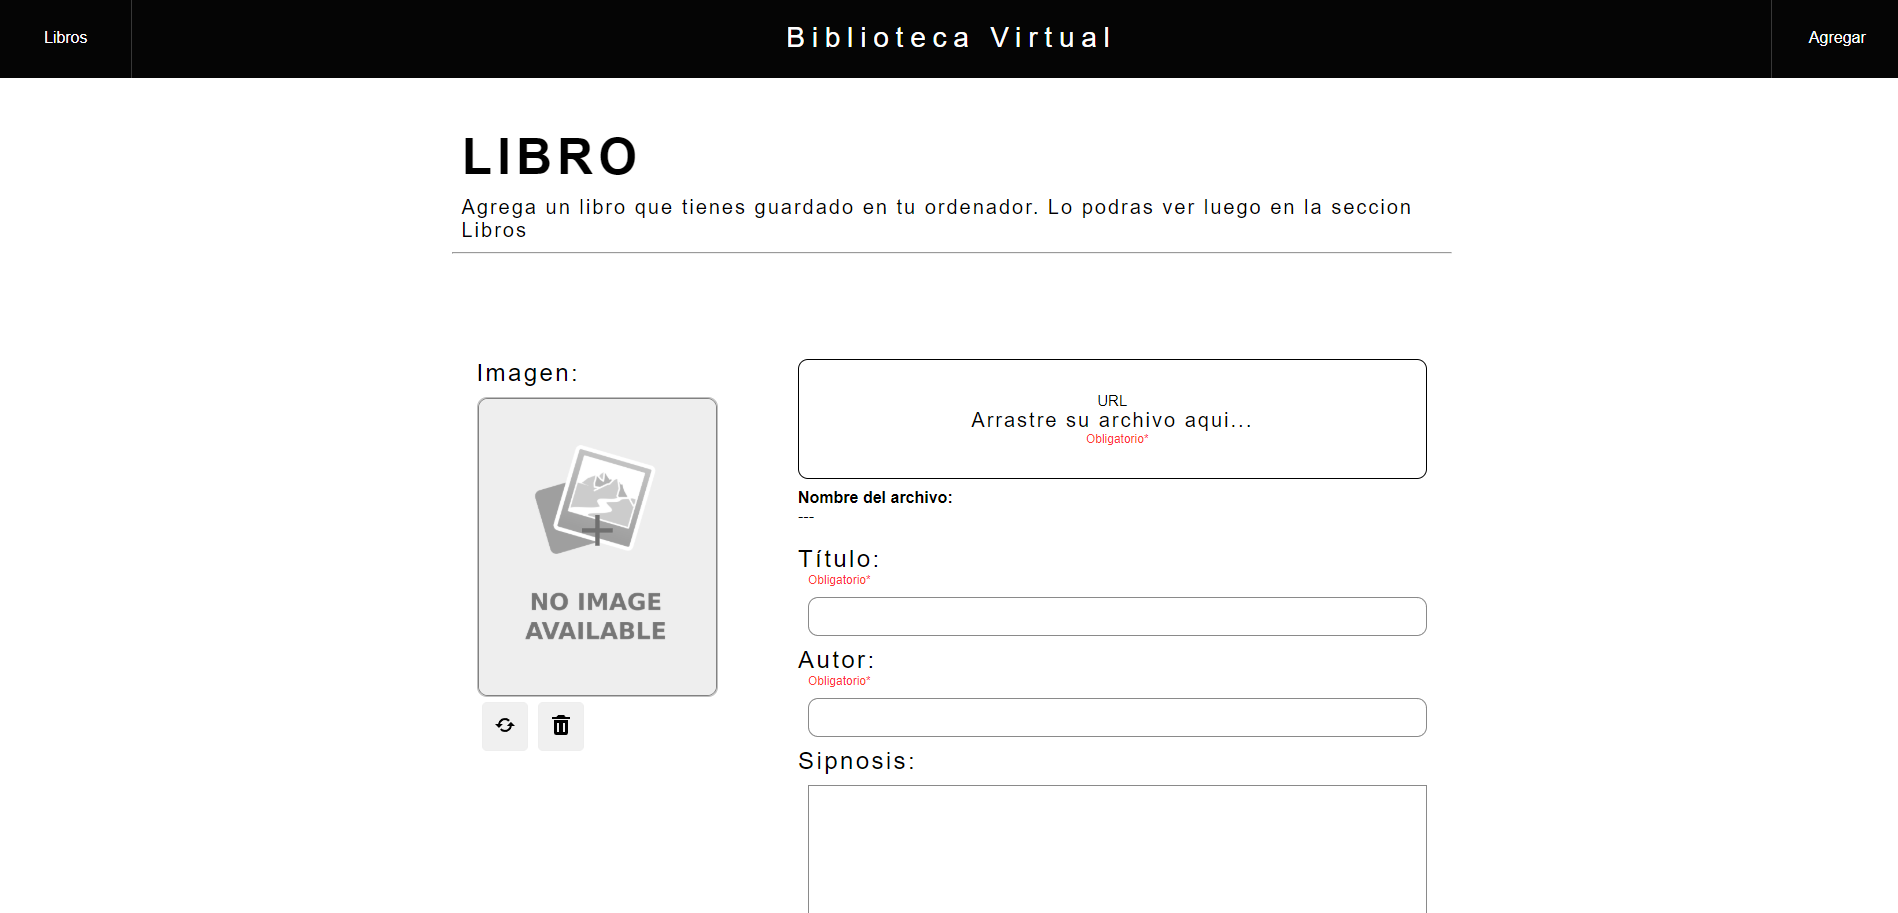 Libros
Biblioteca Virtual
Agregar
LIBRO
Agrega un libro que tienes guardado en tu ordenador. Lo podras ver luego en la seccion
Libros
Imagen:
NO IMAGE
AVAILABLE
URL
Arrastre su archivo aqui...
Obligatorio*
Nombre del archivo:
---
Título:
Obligatorio*
Autor:
Obligatorio*
Sipnosis: